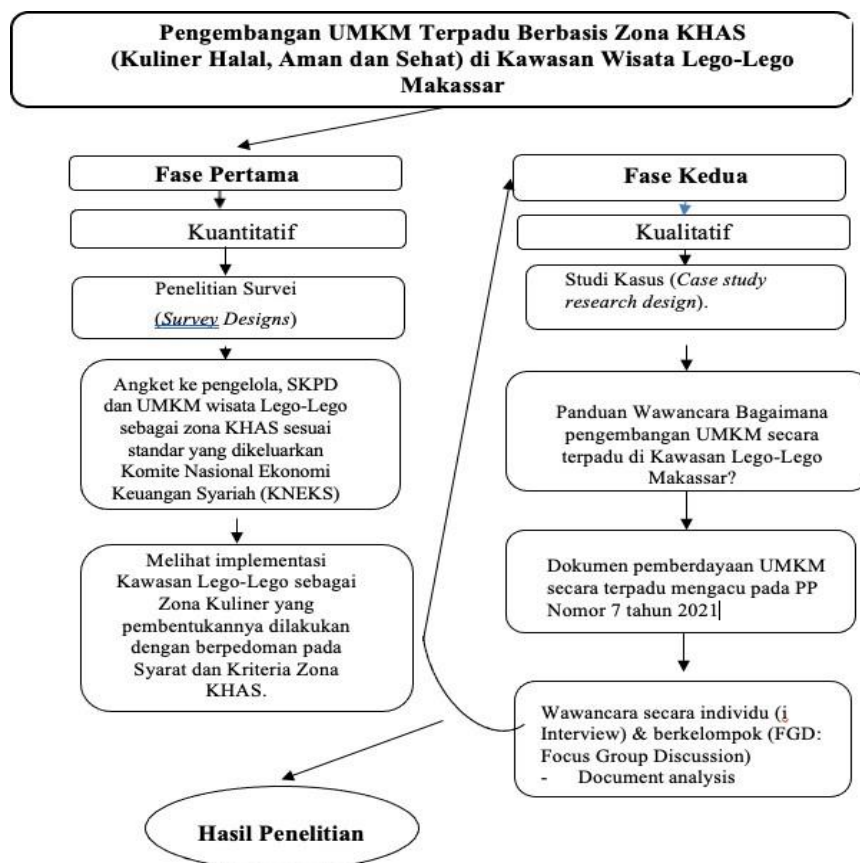 Pengembangan UMKM Terpadu Berbasis Zona KHAS
(Kuliner Halal, Aman dan Sehat) di Kawasan Wisata Lego-Lego
Makassar
Fase Pertama
Kuantitatif
Penelitian Survei
(Survey Designs)
Angket ke pengelola, SKPD
dan UMKM wisata Lego-Lego
sebagai zona KHAS sesuai
standar yang dikeluarkan
Komite Nasional Ekonomi
Keuangan Syariah (KNEKS)
Melihat implementasi
Kawasan Lego-Lego sebagai
Zona Kuliner yang
pembentukannya dilakukan
dengan berpedoman pada
Syarat dan Kriteria Zona
KHAS.
Fase Kedua
Kualitatif
Studi Kasus (Case study
research design).
Panduan Wawancara Bagaimana
pengembangan UMKM secara
terpadu di Kawasan Lego-Lego
Makassar?
Dokumen pemberdayaan UMKM
secara terpadu mengacu pada PP
Nomor 7 tahun 2021
Wawancara secara individu (i
Interview) & berkelompok (FGD:
Focus Group Discussion)
- Document analysis
Hasil Penelitian